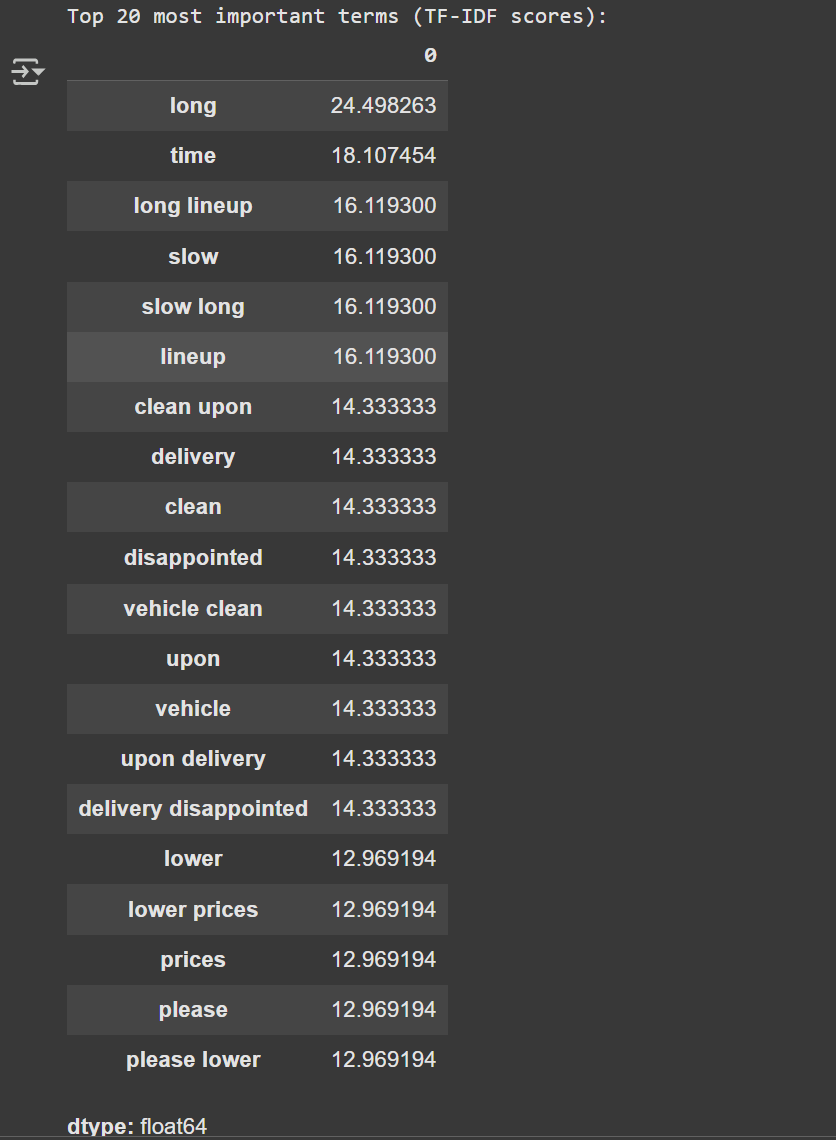 Top 20 most important terms (TF-IDF scores):
0
long 24.498263
time 18.107454
long lineup 16.119300
slow 16.119300
slow long 16.119300
lineup 16.119300
clean upon 14.333333
delivery 14.333333
clean 14.333333
disappointed 14.333333
vehicle clean 14.333333
upon 14.333333
vehicle 14.333333
upon delivery 14.333333
delivery disappointed 14.333333
lower 12.969194
lower prices 12.969194
prices 12.969194
please 12.969194
please lower 12.969194
dtype: float64